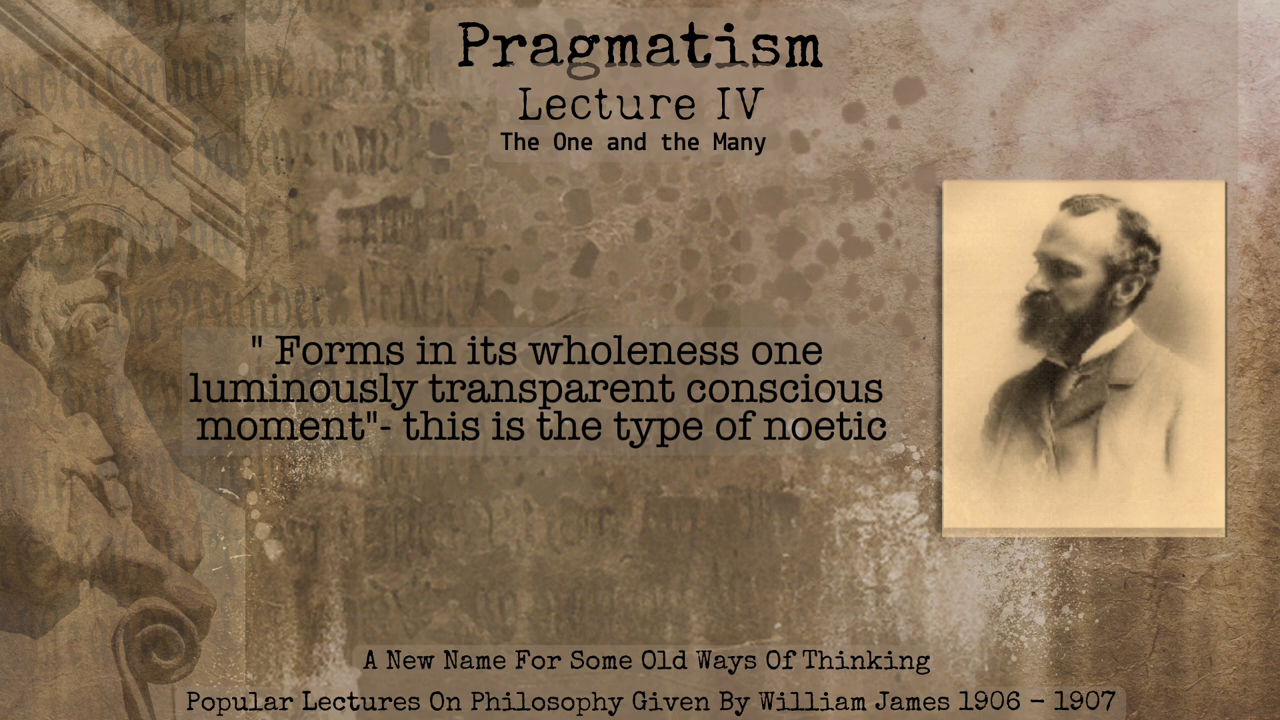 Pragmatism
Lecture IV
The One and the Many
" Forms in its wholeness one
luminously transparent conscious
moment"- this is the type of noetic
A New Name For Some Old Ways Of Thinking
Popular Lectures On Philosophy Given By William James 1906 - 1907